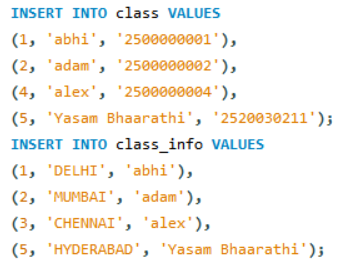 INSERT INTO class VALUES
(1, 'abhi', '2500000001'),
(2, 'adam', '2500000002'),
(4, 'alex', '2500000004'),
(5, 'Yasam Bhaarathi', '2520030211');
INSERT INTO class_info VALUES
(1, 'DELHI', 'abhi'),
(2, 'MUMBAI', 'adam'),
(3, 'CHENNAI', 'alex'),
(5, 'HYDERABAD', 'Yasam Bhaarathi');